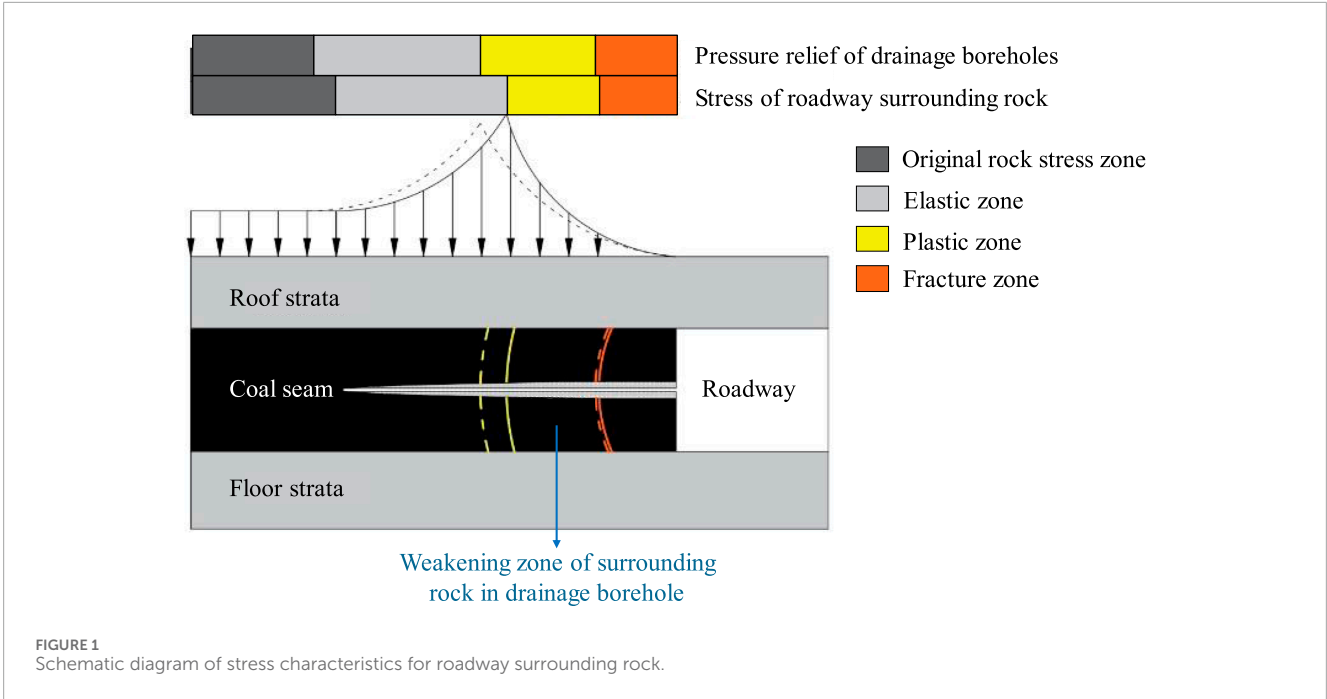 Pressure relief of drainage boreholes
Stress of roadway surrounding rock
Original rock stress zone
Elastic zone
Plastic zone
Fracture zone
Roof strata
Coal seam
Roadway
Floor strata
Weakening zone of surrounding
rock in drainage borehole
FIGURE 1
Schematic diagram of stress characteristics for roadway surrounding rock.